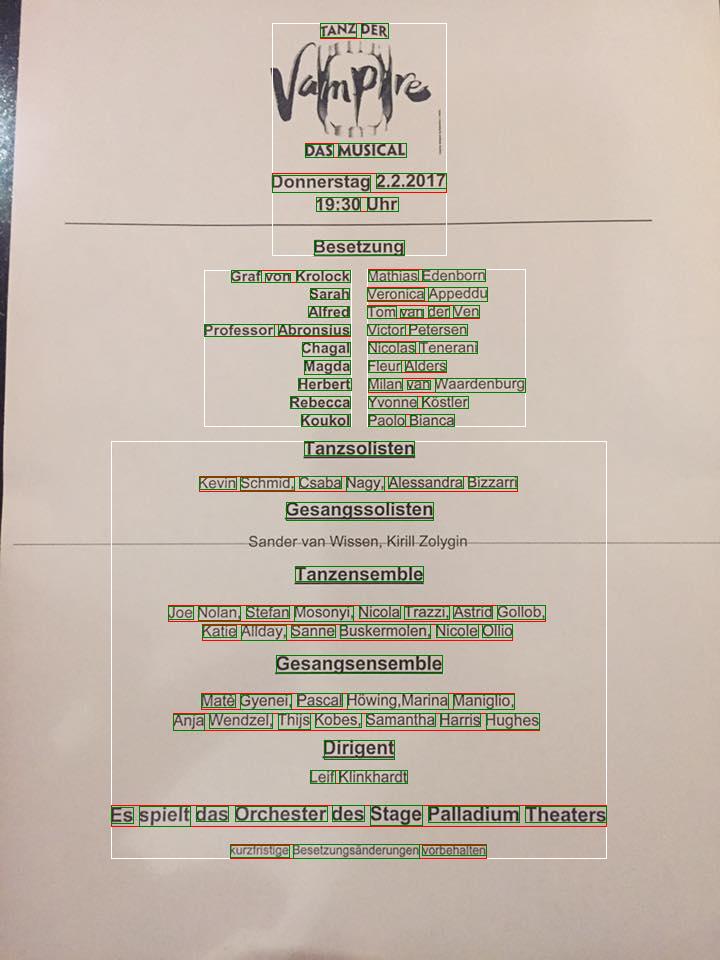 TANZ DER
Vampire
DAS MUSICAL
Donnerstag 2.2.2017
19:30 Uhr
Besetzung
Graf von Krolock Mathias Edenborn
Sarah Veronica Appeddu
Alfred Tom van der Ven
Professor Abronsius Victor Petersen
Chagal Nicolas Tenerani
Magda Fleur Alders
Herbert Milan van Waardenburg
Rebecca Yvonne Köstler
Koukol Paolo Bianca
Tanzsolisten
Kevin Schmid, Csaba Nagy, Alessandra Bizzarri
Gesangssolisten
Sander van Wissen, Kirill Zolygin
Tanzensemble
Joe Nolan, Stefan Mosonyi, Nicola Trazzi, Astrid Gollob,
Katie Allday, Sanne Buskermolen, Nicole Ollio
Gesangsensemble
Matè Gyenei, Pascal Höwing,Marina Maniglio,
Anja Wendzel, Thijs Kobes, Samantha Harris Hughes
Dirigent
Leif Klinkhardt
Es spielt das Orchester des Stage Palladium Theaters
kurzfristige Besetzungsänderungen vorbehalten